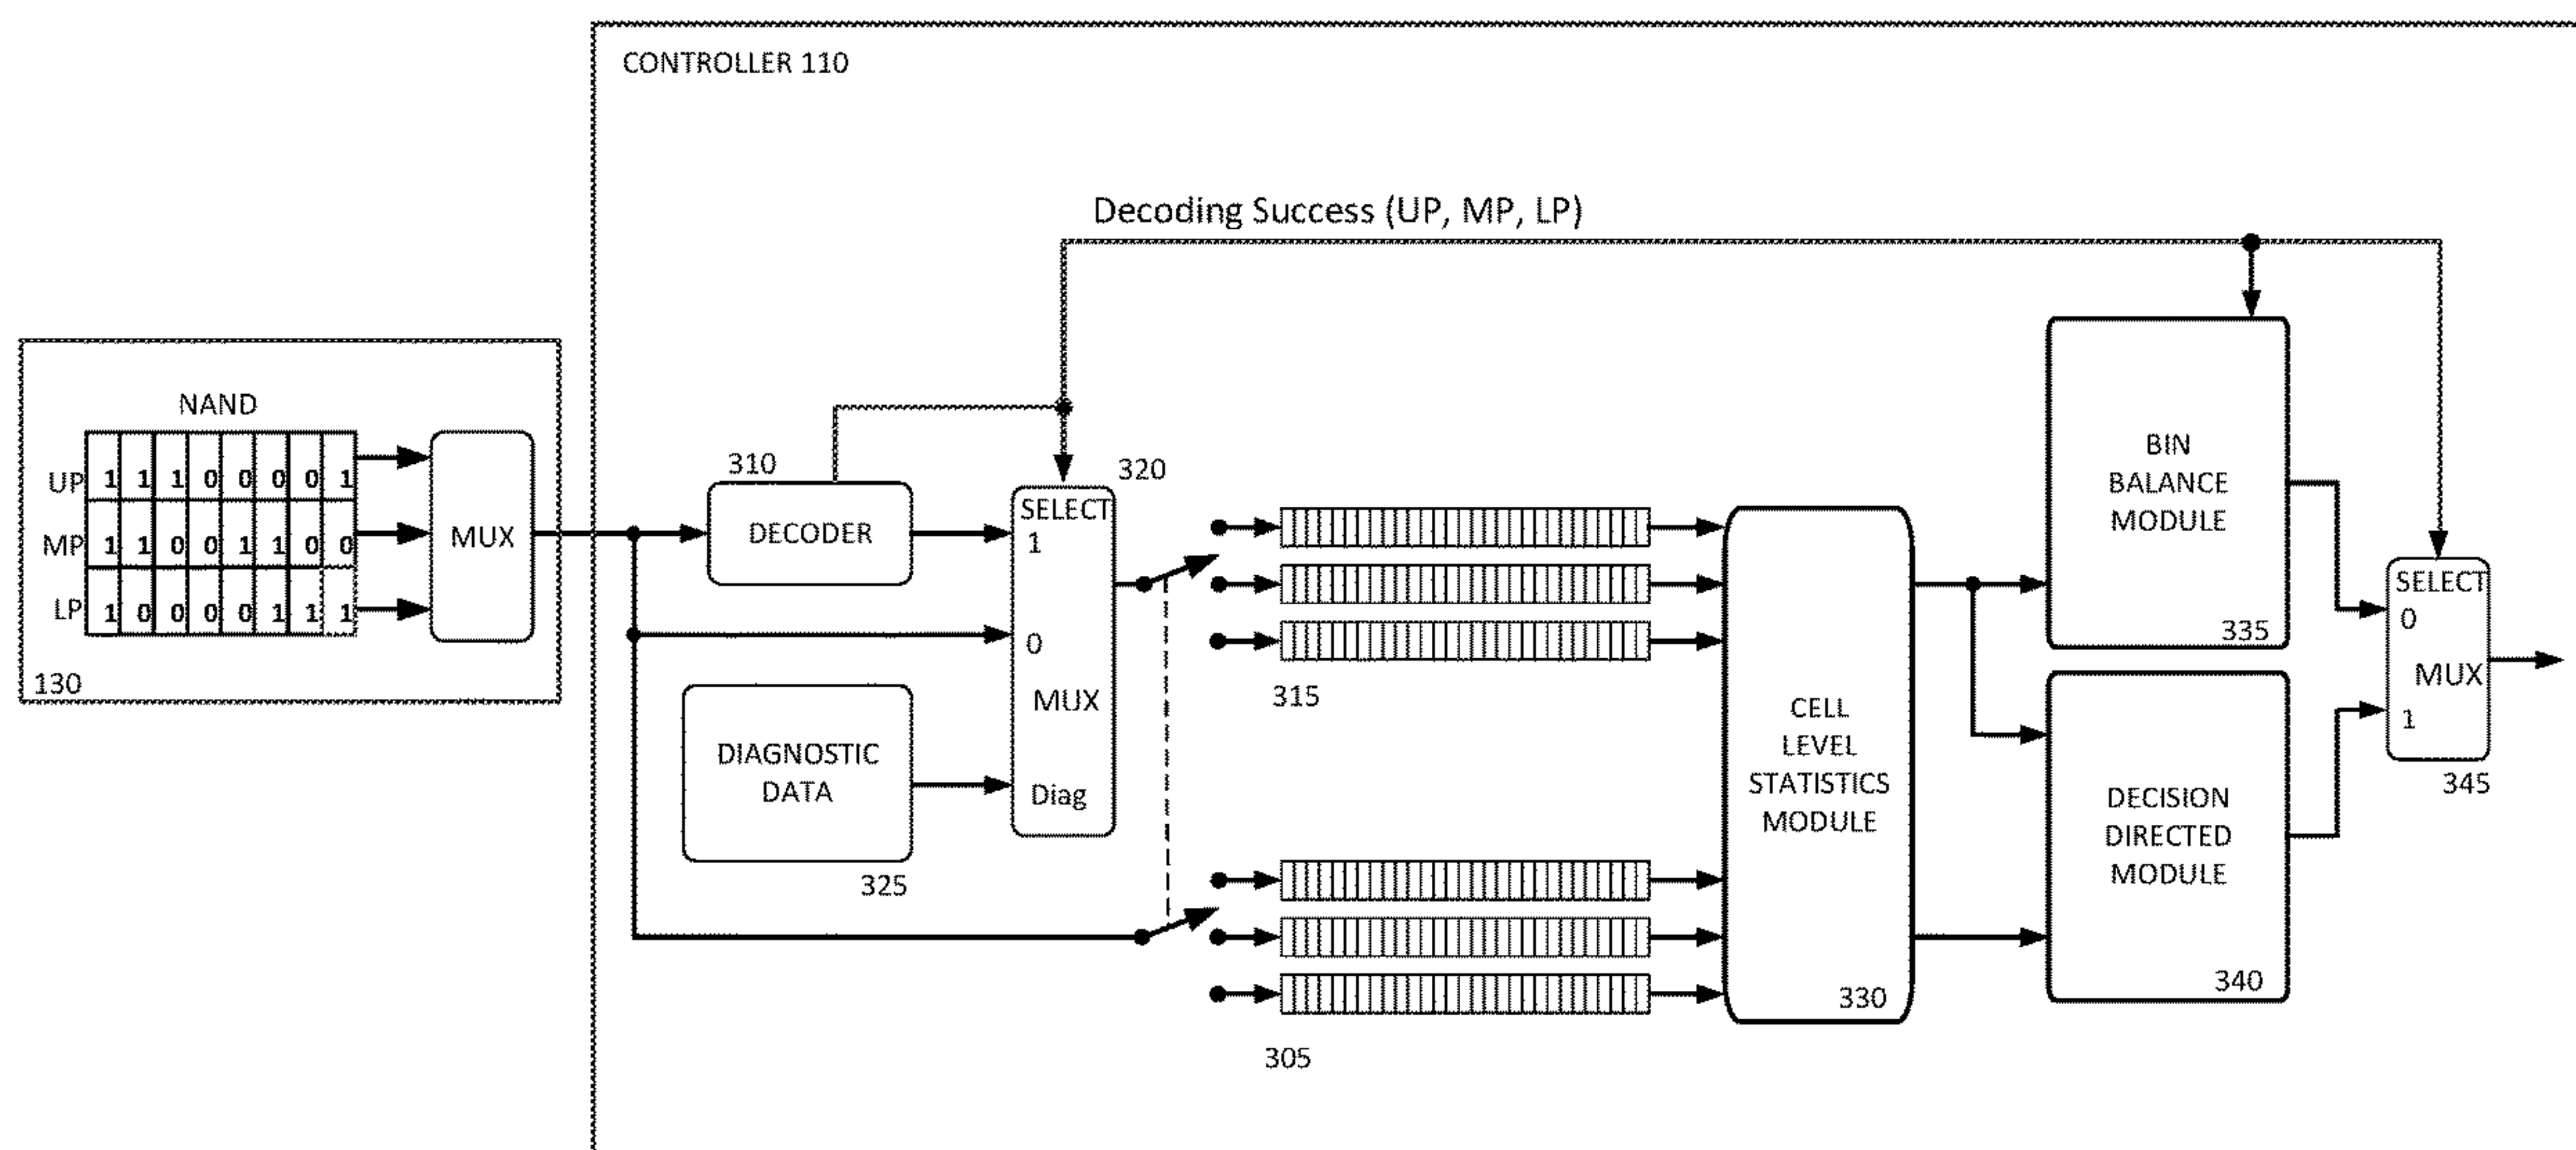 CONTROLLER 110
Decoding Success (UP, MP, LP)
NAND
UP 1 1 1 0 0 0 0 1
MP 1 1 0 0 1 1 0 0
LP 1 0 0 0 0 1 1 1
MUX
130
310
DECODER
320
SELECT
1
0
MUX
Diag
DIAGNOSTIC
DATA
325
315
305
CELL
LEVEL
STATISTICS
MODULE
330
BIN
BALANCE
MODULE
335
DECISION
DIRECTED
MODULE
340
SELECT
0
MUX
1
345